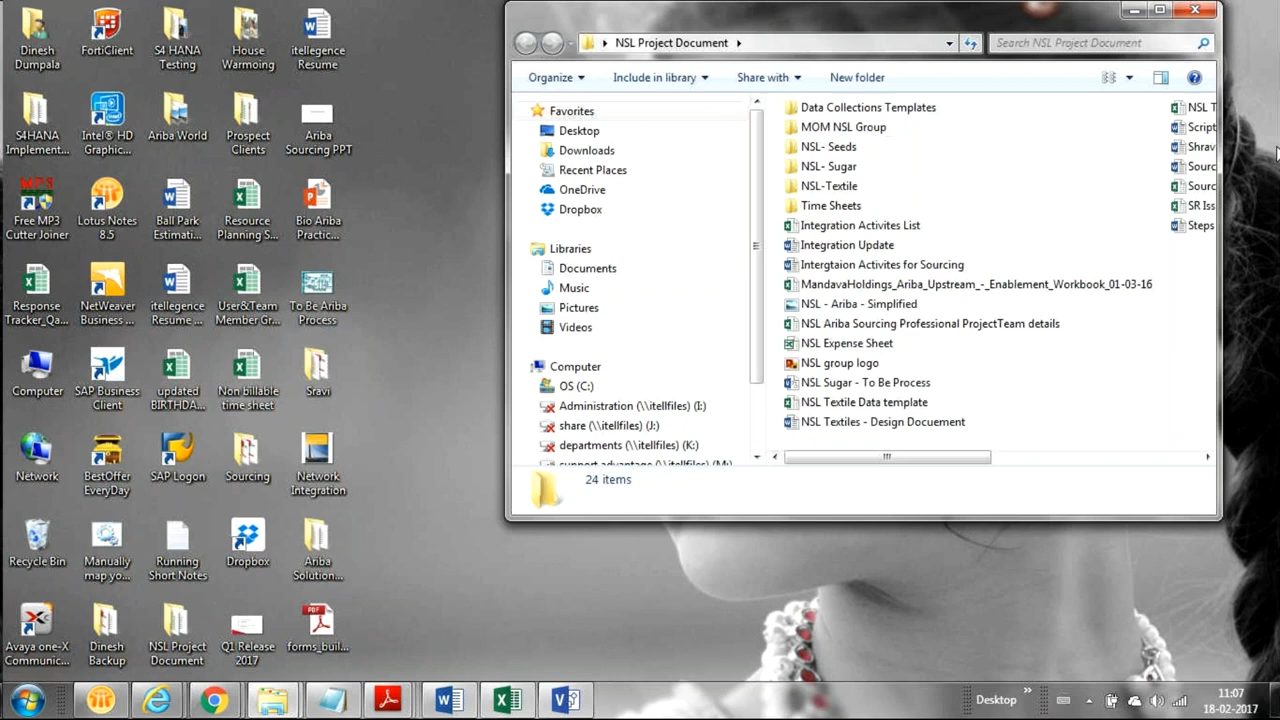 Dinesh
Dumpala
FortiClient
S4 HANA
Testing
House
Warmoing
itellegence
Resume
S4HANA
Implement...
Intel® HD
Graphic...
Ariba World
Prospect
Clients
Ariba
Sourcing PPT
MP3
Free MP3
Cutter Joiner
Lotus Notes
8.5
Ball Park
Estimati...
Resource
Planning S...
Bio Ariba
Practic...
Response
Tracker_Qa...
NetWeaver
Business ...
itellegence
Resume ...
User&Team
Member Gr...
To Be Ariba
Process
Computer
SAP Business
Client
updated
BIRTHDA...
Non billable
time sheet
Sravi
Network
BestOffer
EveryDay
SAP Logon
Sourcing
Network
Integration
Recycle Bin
Manually
map yo...
Running
Short Notes
Dropbox
Ariba
Solution...
Avaya one-X
Communic...
Dinesh
Backup
NSL Project
Document
Q1 Release
2017
PDF
forms_buil...
NSL Project Document
Search NSL Project Document
Organize
Include in library
Share with
New folder
Favorites
Desktop
Downloads
Recent Places
OneDrive
Dropbox
Libraries
Documents
Music
Pictures
Videos
Computer
OS (C:)
Administration (\\itellfiles) (I:)
share (\\itellfiles) (J:)
departments (\\itellfiles) (K:)
support advantage (\\itellfiles) (M:)
Data Collections Templates
MOM NSL Group
NSL- Seeds
NSL- Sugar
NSL-Textile
Time Sheets
Integration Activites List
Integration Update
Intergtaion Activites for Sourcing
MandavaHoldings_Ariba_Upstream_-_Enablement_Workbook_01-03-16
NSL - Ariba - Simplified
NSL Ariba Sourcing Professional ProjectTeam details
NSL Expense Sheet
NSL group logo
NSL Sugar - To Be Process
NSL Textile Data template
NSL Textiles - Design Docuement
NSL T
Script
Shrav
Sourc
Sourc
SR Iss
Steps
24 items
Desktop
11:07
18-02-2017